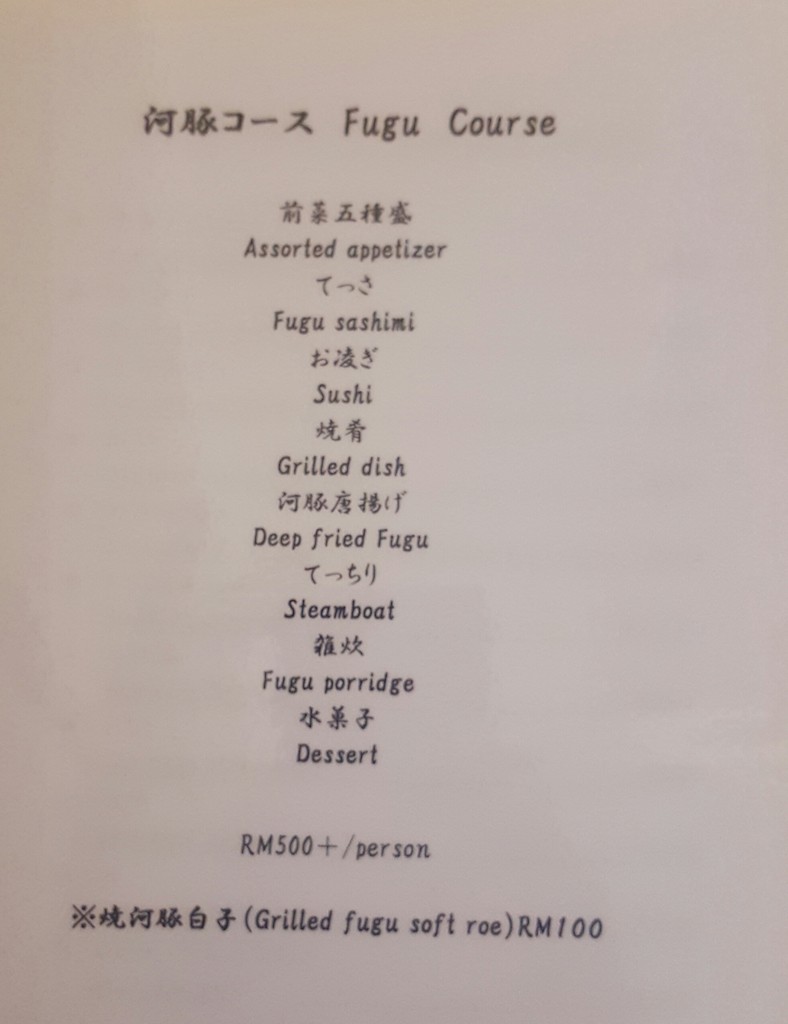 河豚コース Fugu Course
前菜五種盛
Assorted appetizer
てっさ
Fugu sashimi
お凌ぎ
Sushi
焼肴
Grilled dish
河豚唐揚げ
Deep fried Fugu
てっちり
Steamboat
雑炊
Fugu porridge
水菓子
Dessert
RM500＋/person
※焼河豚白子(Grilled fugu soft roe)RM100